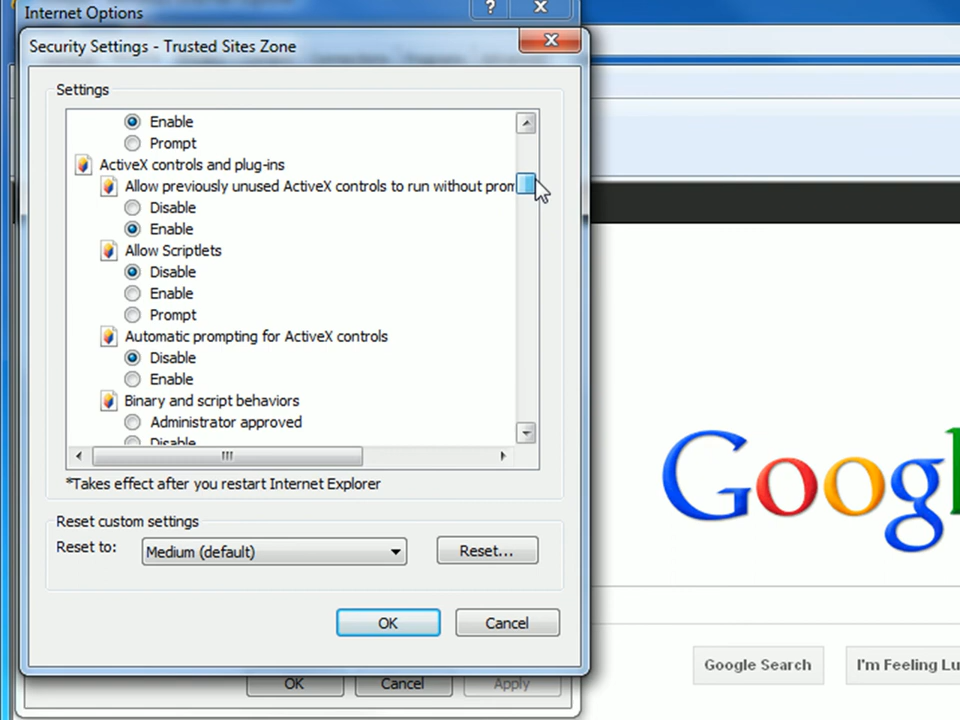 Internet Options
Security Settings - Trusted Sites Zone
Settings
Enable
Prompt
ActiveX controls and plug-ins
Allow previously unused ActiveX controls to run without prom
Disable
Enable
Allow Scriptlets
Disable
Enable
Prompt
Automatic prompting for ActiveX controls
Disable
Enable
Binary and script behaviors
Administrator approved
Disable
*Takes effect after you restart Internet Explorer
Reset custom settings
Reset to:
Medium (default)
Reset...
OK
Cancel
OK
Cancel
Apply
Googl
Google Search
I'm Feeling Lu